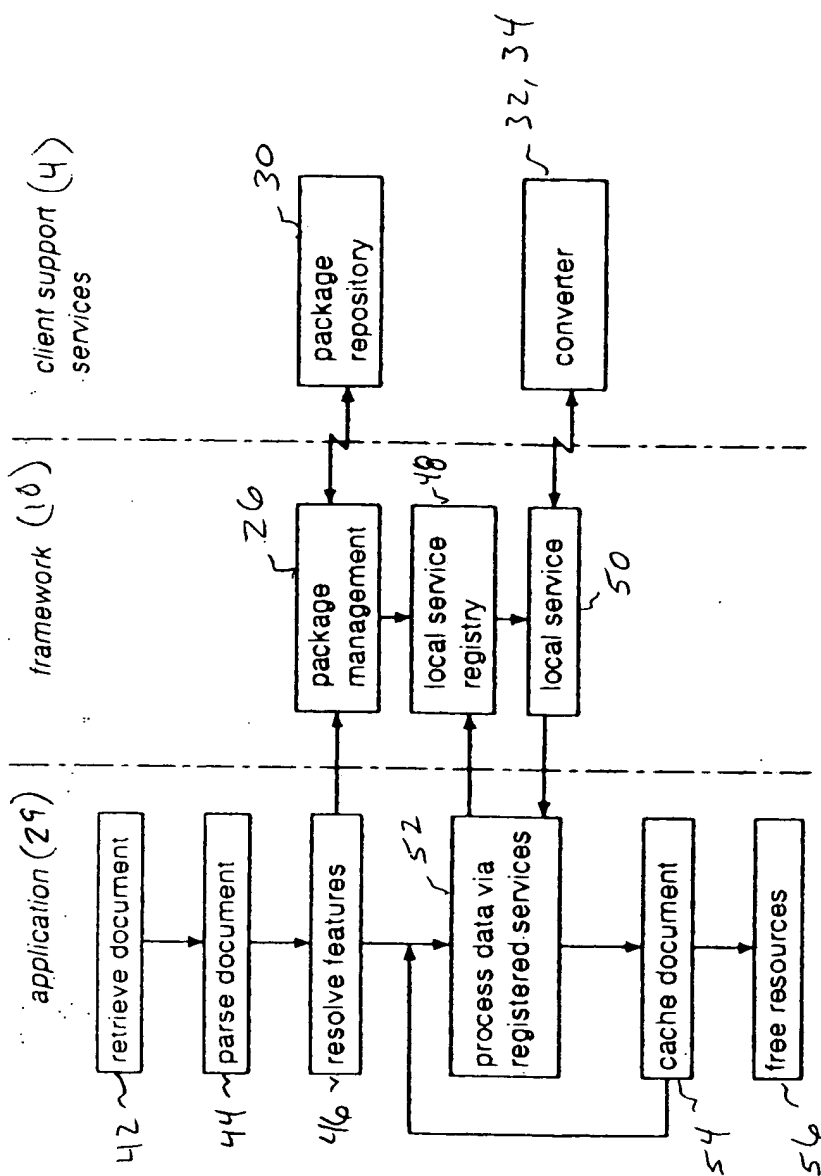 application (29)
framework (10)
client support (4)
services
42
retrieve document
44
parse document
46
resolve features
26
package
management
30
package
repository
52
process data via
registered services
48
local service
registry
local service
50
converter
32, 34
54
cache document
56
free resources